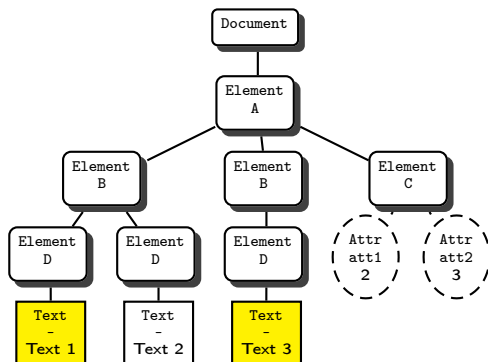 Document
Element
A
Element
B
Element
B
Element
C
Element
D
Element
D
Element
D
Attr
att1
2
Attr
att2
3
Text
-
Text 1
Text
-
Text 2
Text
-
Text 3